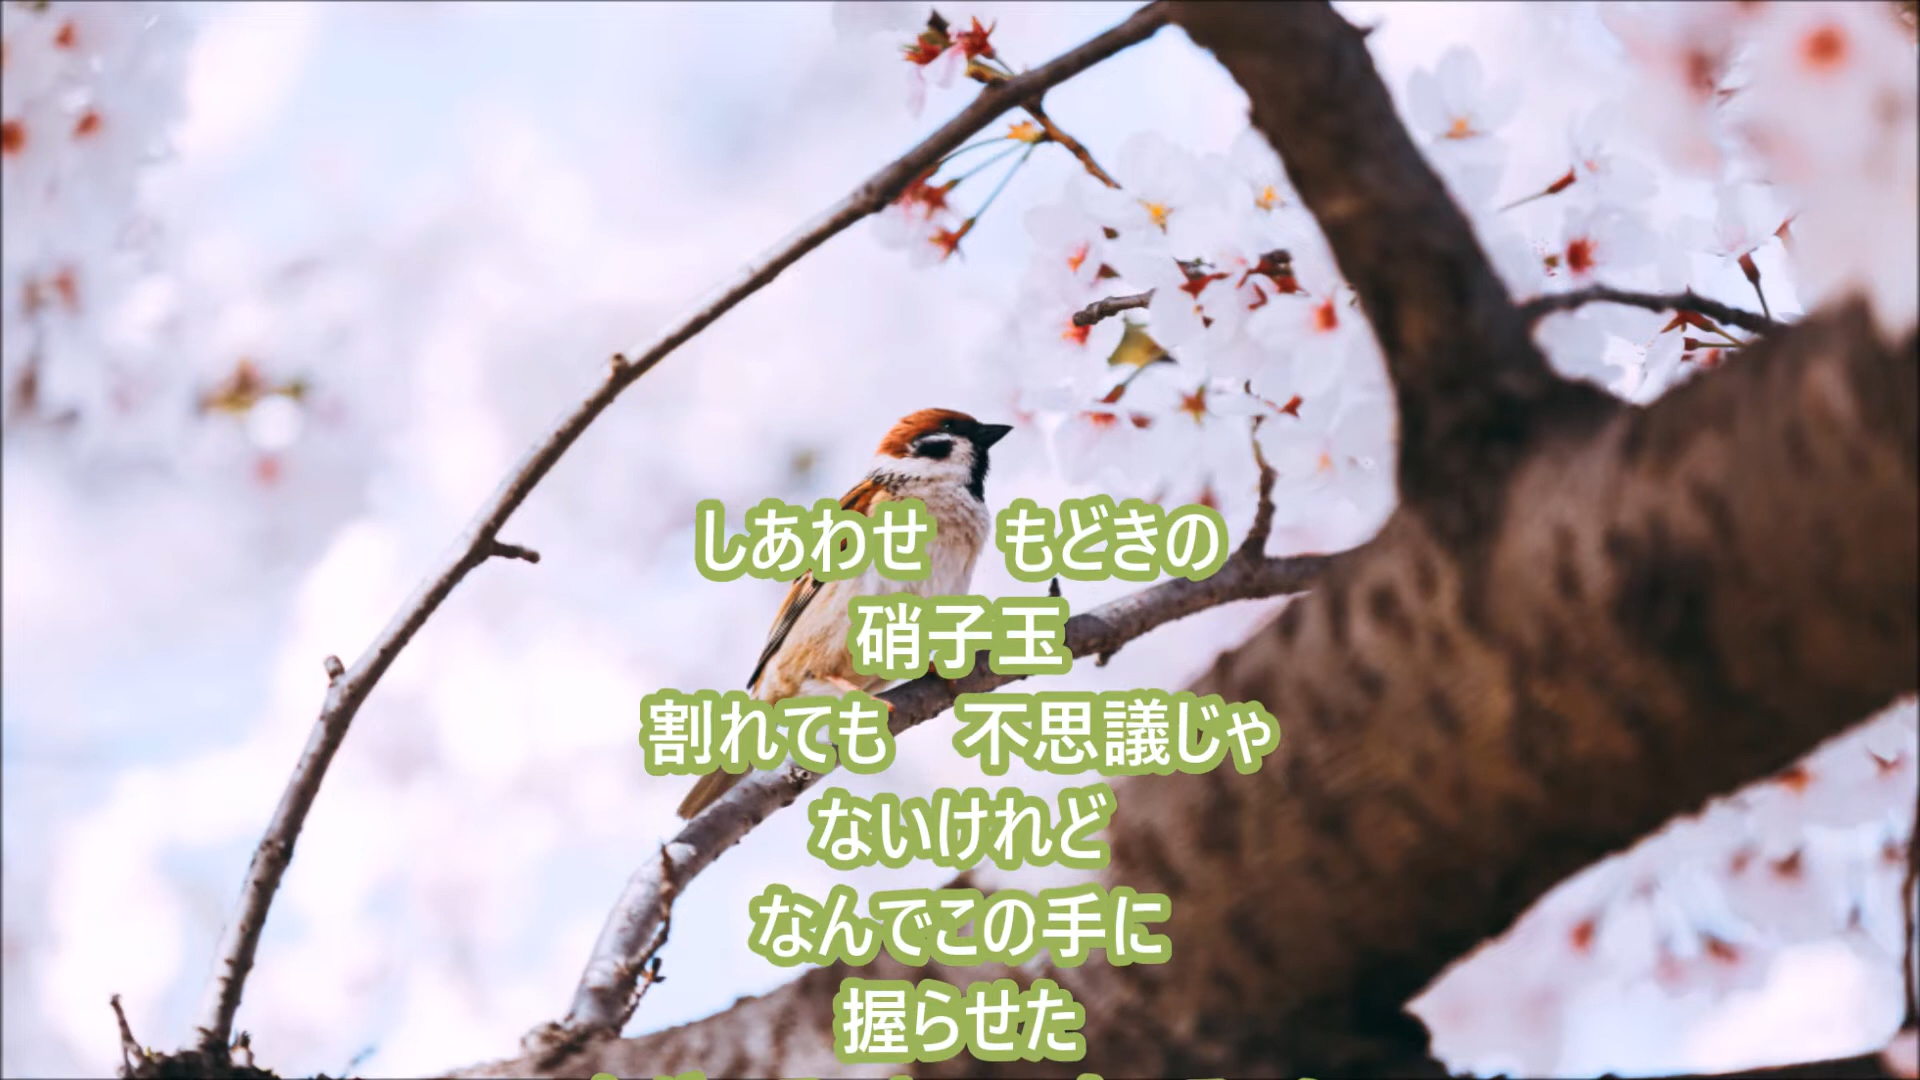 しあわせ　もどきの
硝子玉
割れても　不思議じゃ
ないけれど
なんでこの手に
握らせた